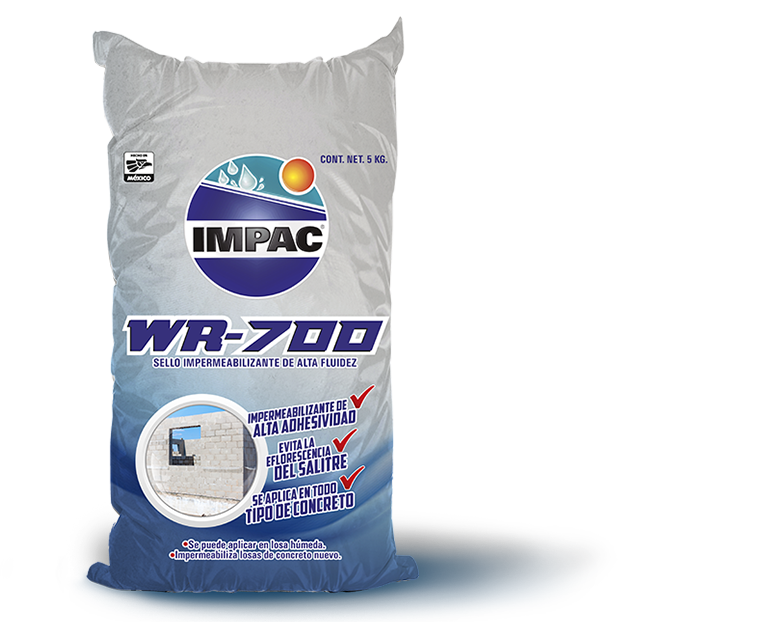 CONT. NET. 5 KG.
HECHO EN
MÉXICO
IMPAC®
WR-700
SELLO IMPERMEABILIZANTE DE ALTA FLUIDEZ
IMPERMEABILIZANTE DE
ALTA ADHESIVIDAD
EVITA LA
EFLORESCENCIA
DEL SALITRE
SE APLICA EN TODO
TIPO DE CONCRETO
•Se puede aplicar en losa húmeda.
•Impermeabiliza losas de concreto nuevo.